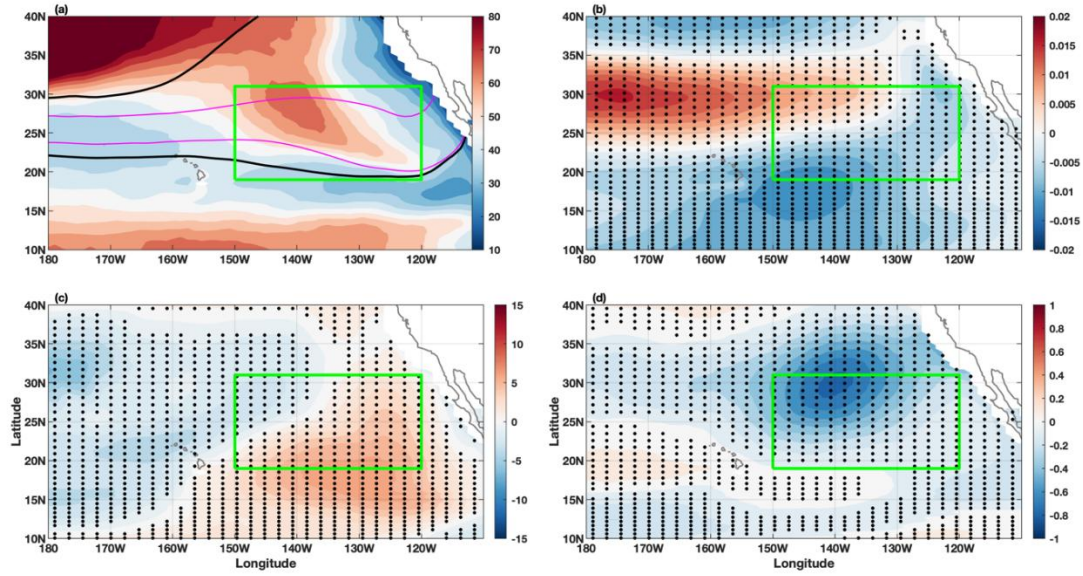 (a)
40N
35N
30N
25N
20N
15N
10N
180
170W
160W
150W
140W
130W
120W
80
70
60
50
40
30
20
10
(b)
40N
35N
30N
25N
20N
15N
10N
180
170W
160W
150W
140W
130W
120W
0.02
0.015
0.01
0.005
0
-0.005
-0.01
-0.015
-0.02
(c)
40N
35N
30N
25N
20N
15N
10N
Latitude
180
170W
160W
150W
140W
130W
120W
Longitude
15
10
5
0
-5
-10
-15
(d)
40N
35N
30N
25N
20N
15N
10N
Latitude
180
170W
160W
150W
140W
130W
120W
Longitude
1
0.8
0.6
0.4
0.2
0
-0.2
-0.4
-0.6
-0.8
-1